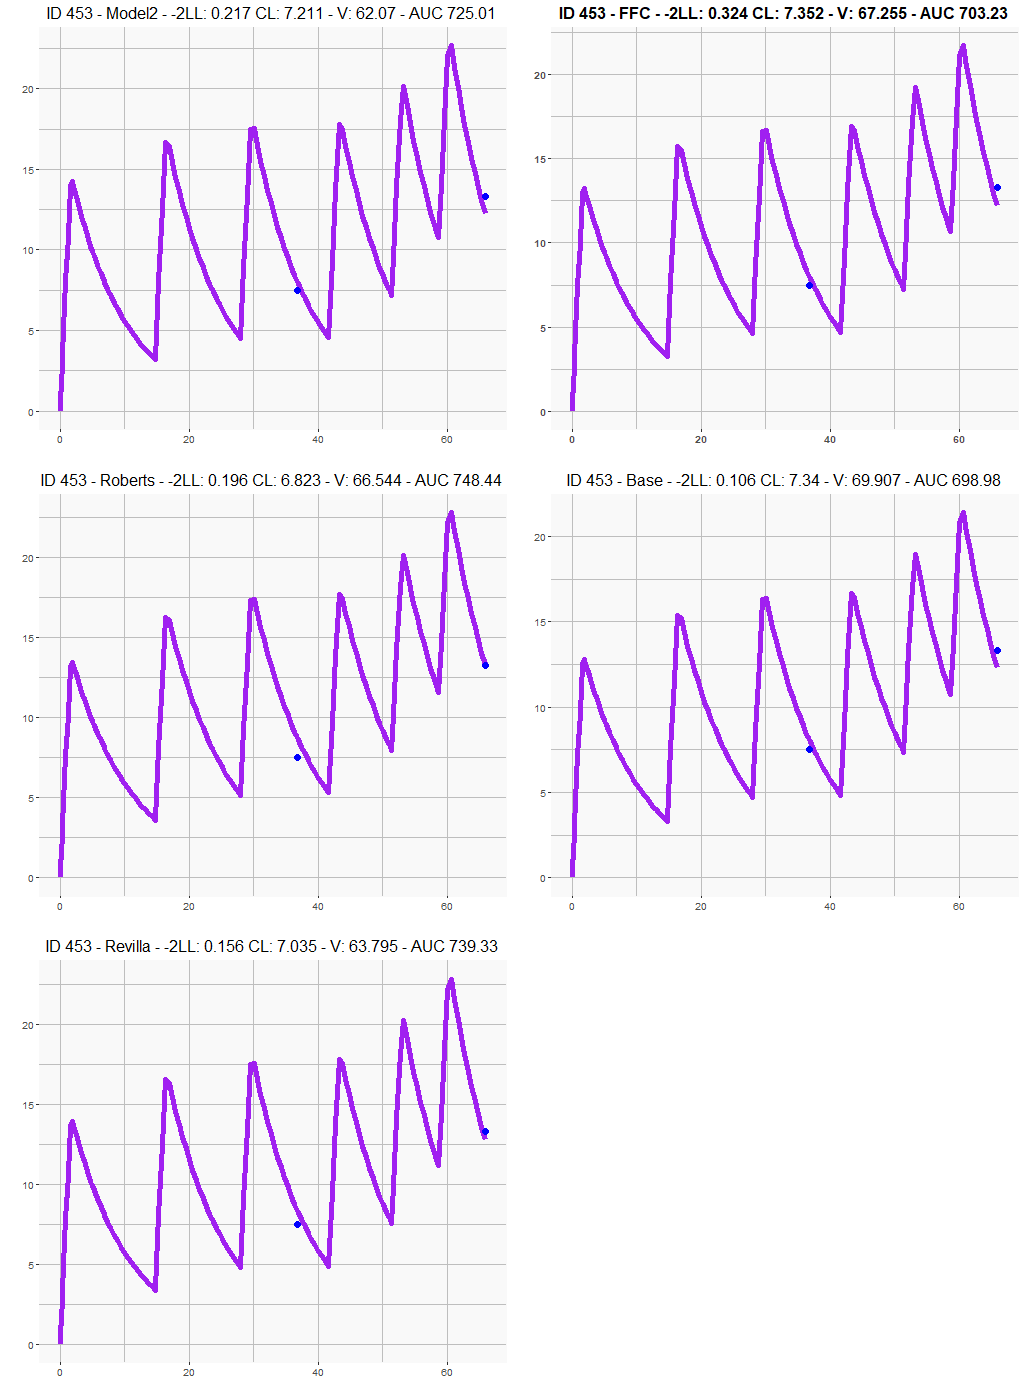 ID 453 - Model2 - -2LL: 0.217 CL: 7.211 - V: 62.07 - AUC 725.01
20
15
10
5
0
0 20 40 60
ID 453 - FFC - -2LL: 0.324 CL: 7.352 - V: 67.255 - AUC 703.23
20
15
10
5
0
0 20 40 60
ID 453 - Roberts - -2LL: 0.196 CL: 6.823 - V: 66.544 - AUC 748.44
20
15
10
5
0
0 20 40 60
ID 453 - Base - -2LL: 0.106 CL: 7.34 - V: 69.907 - AUC 698.98
20
15
10
5
0
0 20 40 60
ID 453 - Revilla - -2LL: 0.156 CL: 7.035 - V: 63.795 - AUC 739.33
20
15
10
5
0
0 20 40 60